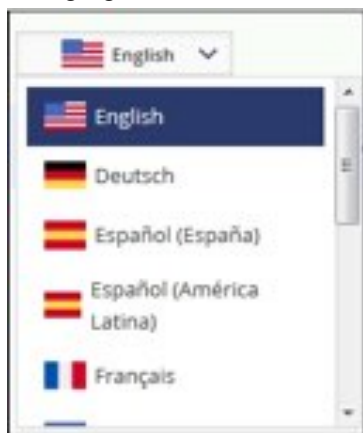 English
English
Deutsch
Español (España)
Español (América
Latina)
Français